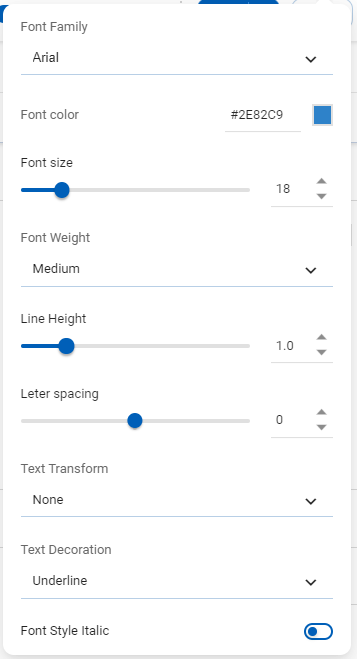 Font Family
Arial
Font color #2E82C9
Font size
18
Font Weight
Medium
Line Height
1.0
Leter spacing
0
Text Transform
None
Text Decoration
Underline
Font Style Italic